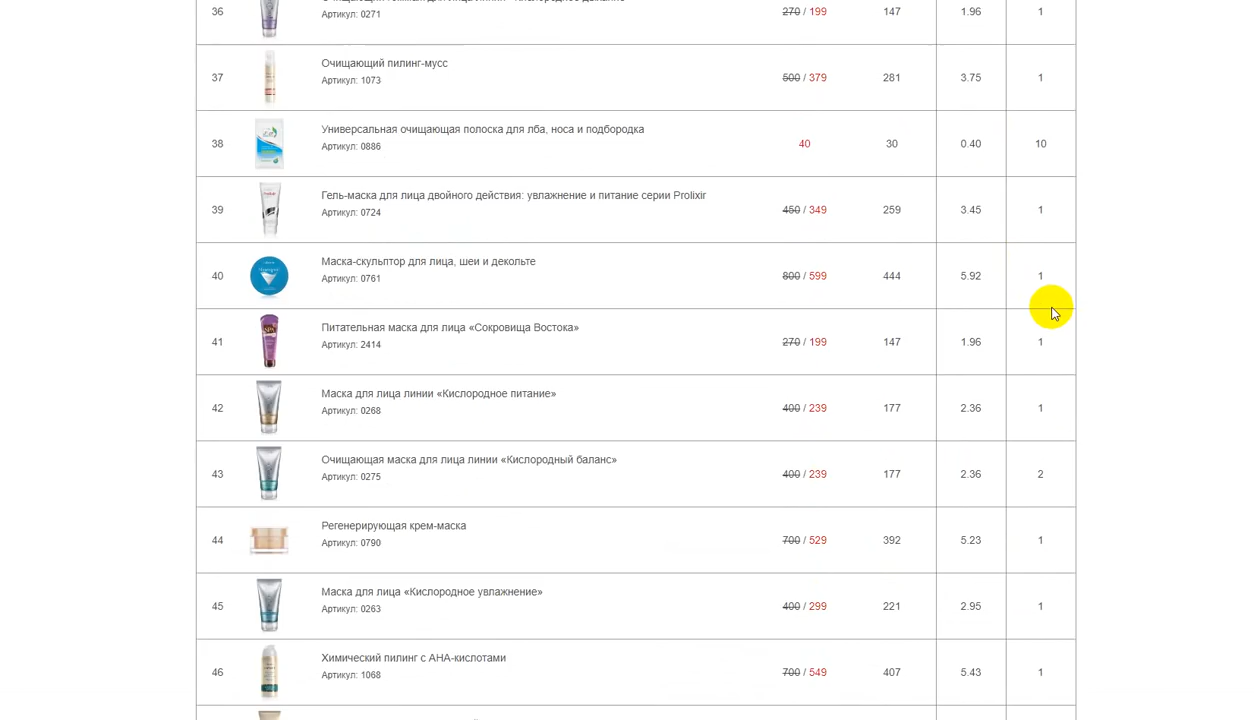 36
Артикул: 0271
270 / 199
147
1.96
1
37
Очищающий пилинг-мусс
Артикул: 1073
500 / 379
281
3.75
1
38
Универсальная очищающая полоска для лба, носа и подбородка
Артикул: 0886
40
30
0.40
10
39
Гель-маска для лица двойного действия: увлажнение и питание серии Prolixir
Артикул: 0724
450 / 349
259
3.45
1
40
Маска-скульптор для лица, шеи и декольте
Артикул: 0761
800 / 599
444
5.92
1
41
Питательная маска для лица «Сокровища Востока»
Артикул: 2414
270 / 199
147
1.96
1
42
Маска для лица линии «Кислородное питание»
Артикул: 0268
400 / 239
177
2.36
1
43
Очищающая маска для лица линии «Кислородный баланс»
Артикул: 0275
400 / 239
177
2.36
2
44
Регенерирующая крем-маска
Артикул: 0790
700 / 529
392
5.23
1
45
Маска для лица «Кислородное увлажнение»
Артикул: 0263
400 / 299
221
2.95
1
46
Химический пилинг с АНА-кислотами
Артикул: 1068
700 / 549
407
5.43
1